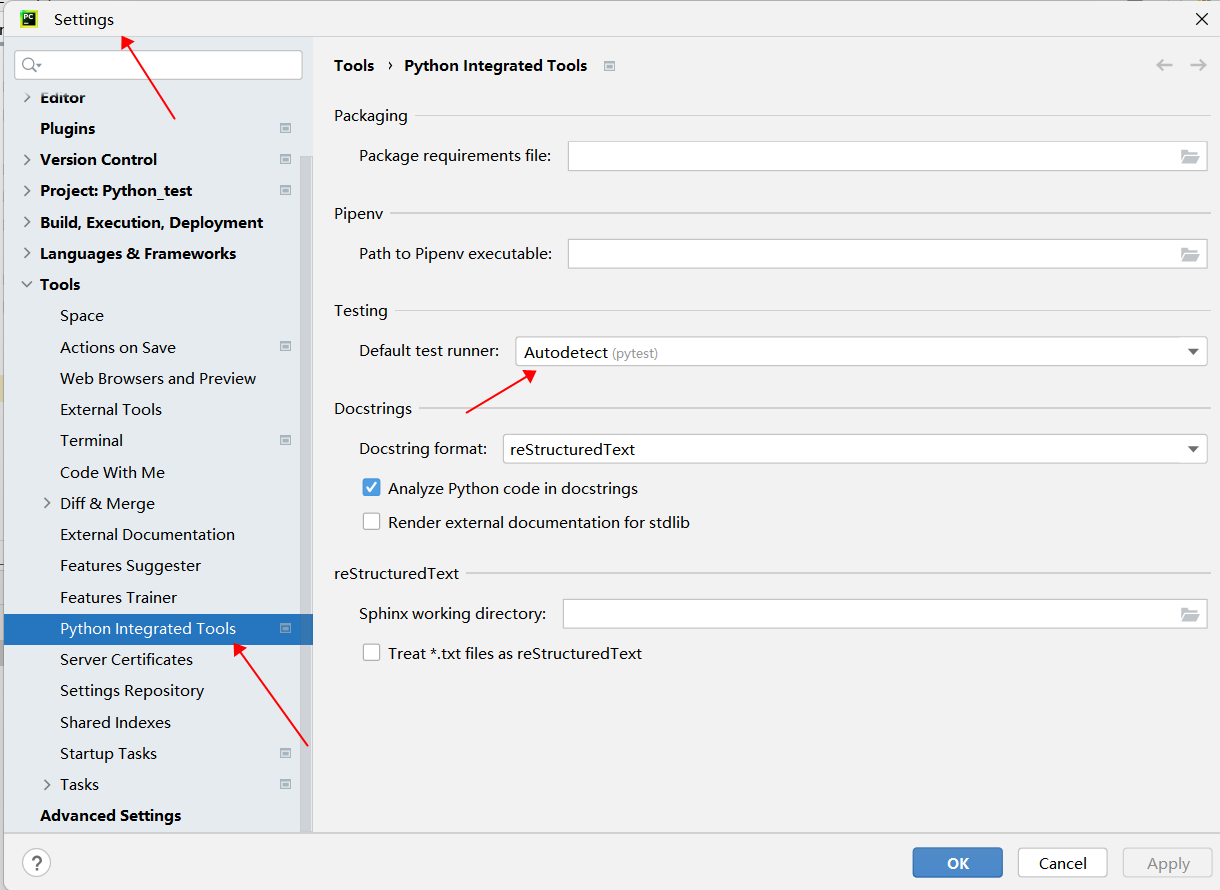 PC
Settings
Editor
Plugins
Version Control
Project: Python_test
Build, Execution, Deployment
Languages & Frameworks
Tools
Space
Actions on Save
Web Browsers and Preview
External Tools
Terminal
Code With Me
Diff & Merge
External Documentation
Features Suggester
Features Trainer
Python Integrated Tools
Server Certificates
Settings Repository
Shared Indexes
Startup Tasks
Tasks
Advanced Settings
Tools › Python Integrated Tools
Packaging
Package requirements file:
Pipenv
Path to Pipenv executable:
Testing
Default test runner: Autodetect (pytest)
Docstrings
Docstring format: reStructuredText
Analyze Python code in docstrings
Render external documentation for stdlib
reStructuredText
Sphinx working directory:
Treat *.txt files as reStructuredText
? OK Cancel Apply